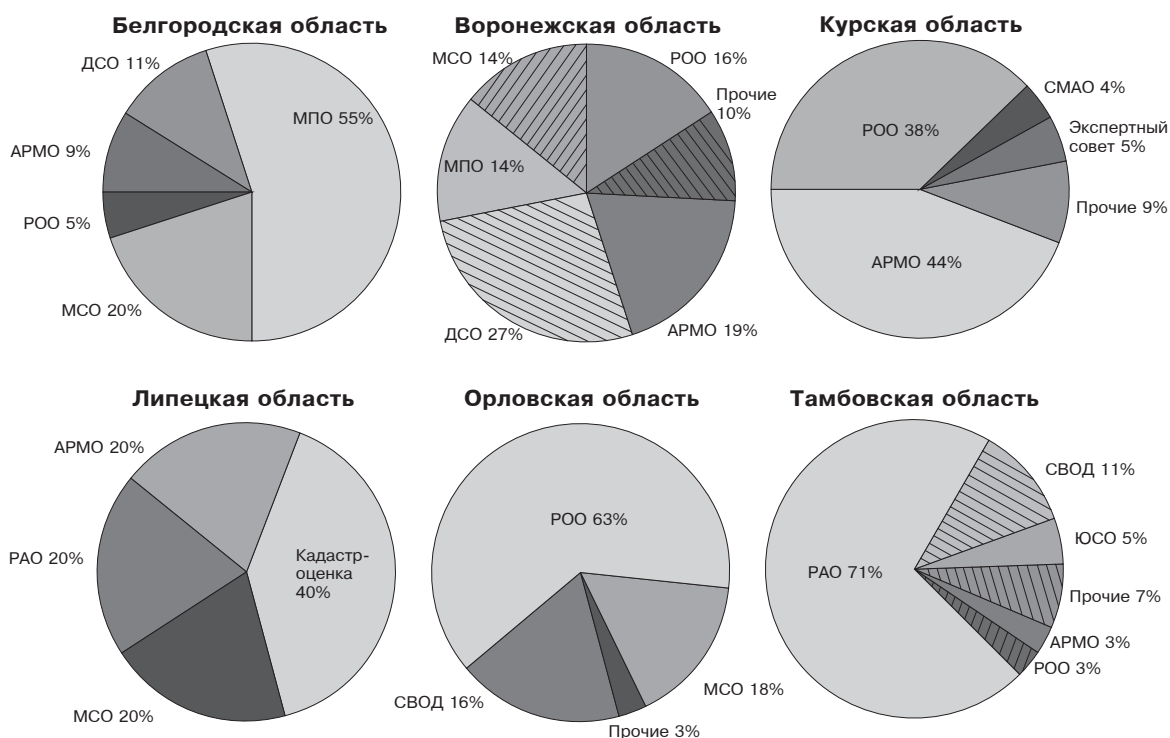 Белгородская область
ДСО 11%
МПО 55%
АРМО 9%
РОО 5%
МСО 20%
Воронежская область
МСО 14%
РОО 16%
Прочие
10%
МПО 14%
ДСО 27%
АРМО 19%
Курская область
СМАО 4%
РОО 38%
Экспертный
совет 5%
Прочие 9%
АРМО 44%
Липецкая область
АРМО 20%
РАО 20%
Кадастр-
оценка
40%
МСО 20%
Орловская область
РОО 63%
СВОД 16%
МСО 18%
Прочие 3%
Тамбовская область
СВОД 11%
ЮСО 5%
РАО 71%
Прочие 7%
АРМО 3%
РОО 3%